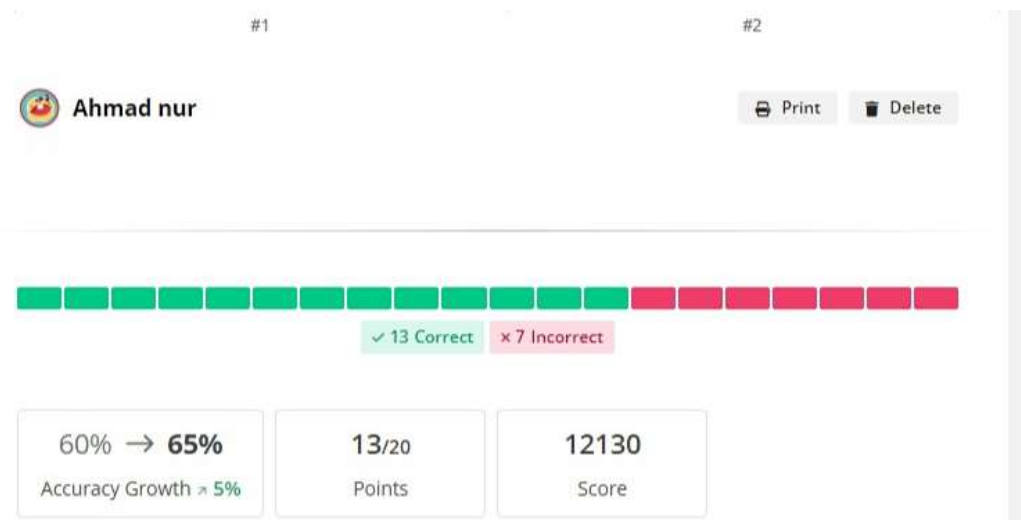 #1 #2
Ahmad nur Print Delete
✓ 13 Correct × 7 Incorrect
60% → 65% 13/20 12130
Accuracy Growth ↗ 5% Points Score